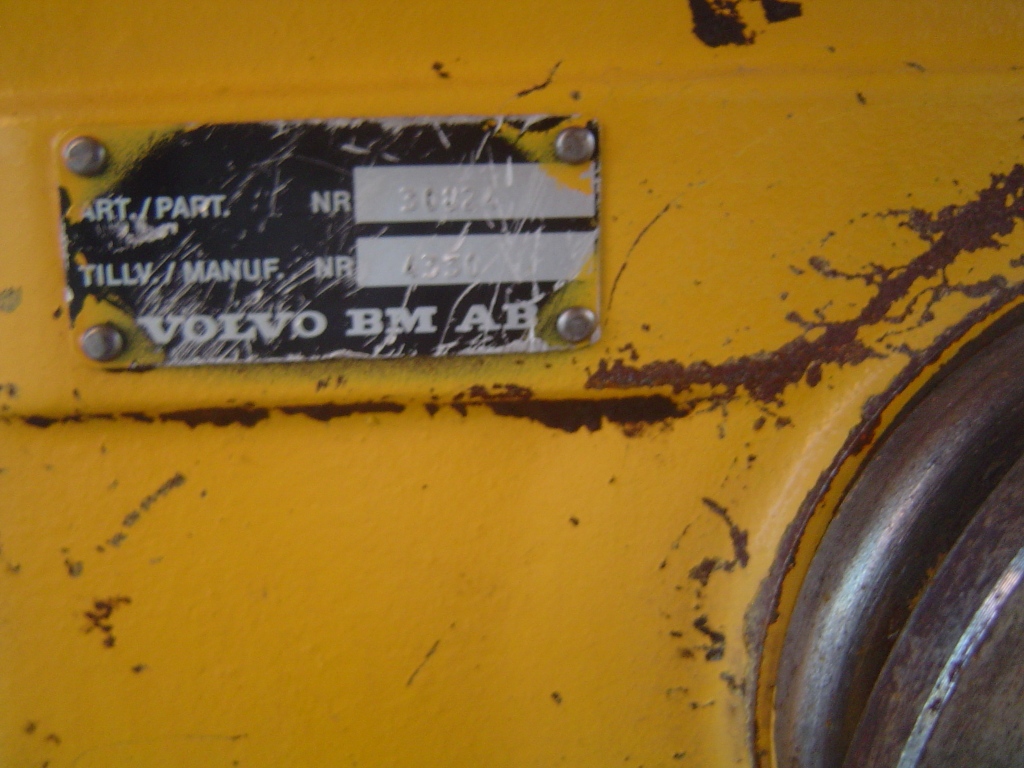 ART./PART. NR
TILLV./MANUF. NR
VOLVO BM AB